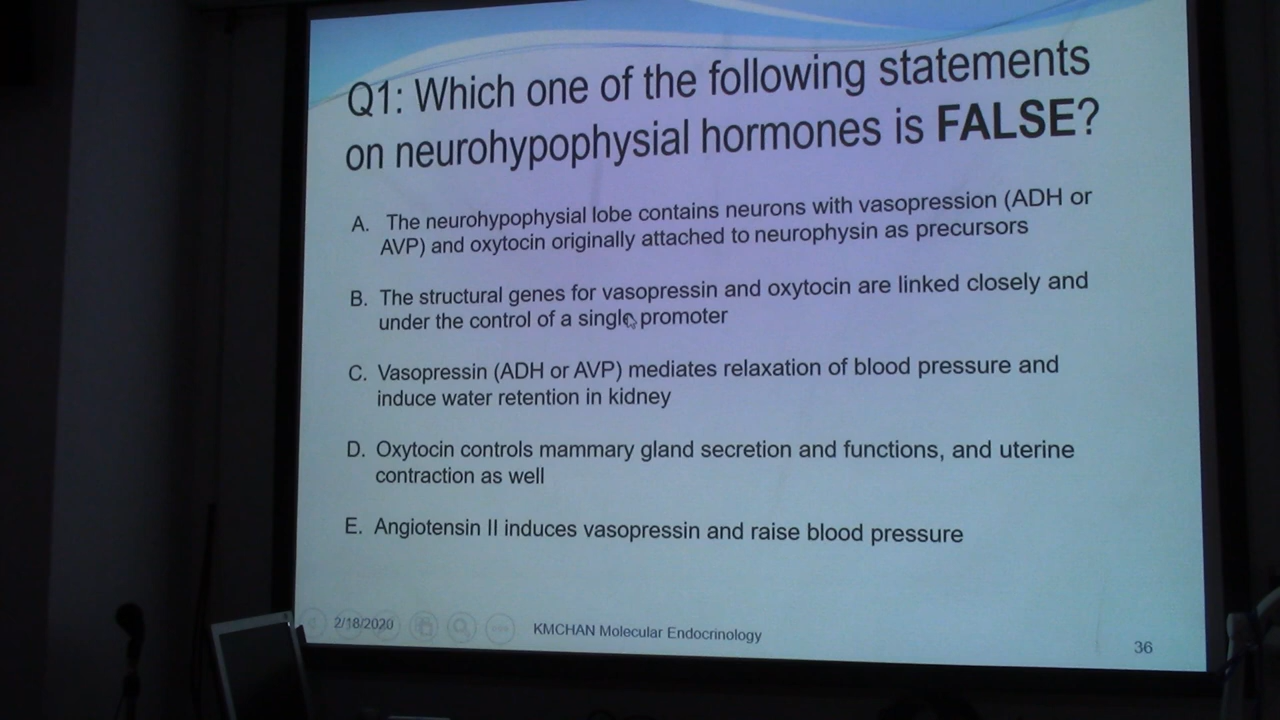 Q1: Which one of the following statements
on neurohypophysial hormones is FALSE?
A. The neurohypophysial lobe contains neurons with vasopression (ADH or
AVP) and oxytocin originally attached to neurophysin as precursors
B. The structural genes for vasopressin and oxytocin are linked closely and
under the control of a single promoter
C. Vasopressin (ADH or AVP) mediates relaxation of blood pressure and
induce water retention in kidney
D. Oxytocin controls mammary gland secretion and functions, and uterine
contraction as well
E. Angiotensin II induces vasopressin and raise blood pressure
2/18/2020
KMCHAN Molecular Endocrinology
36